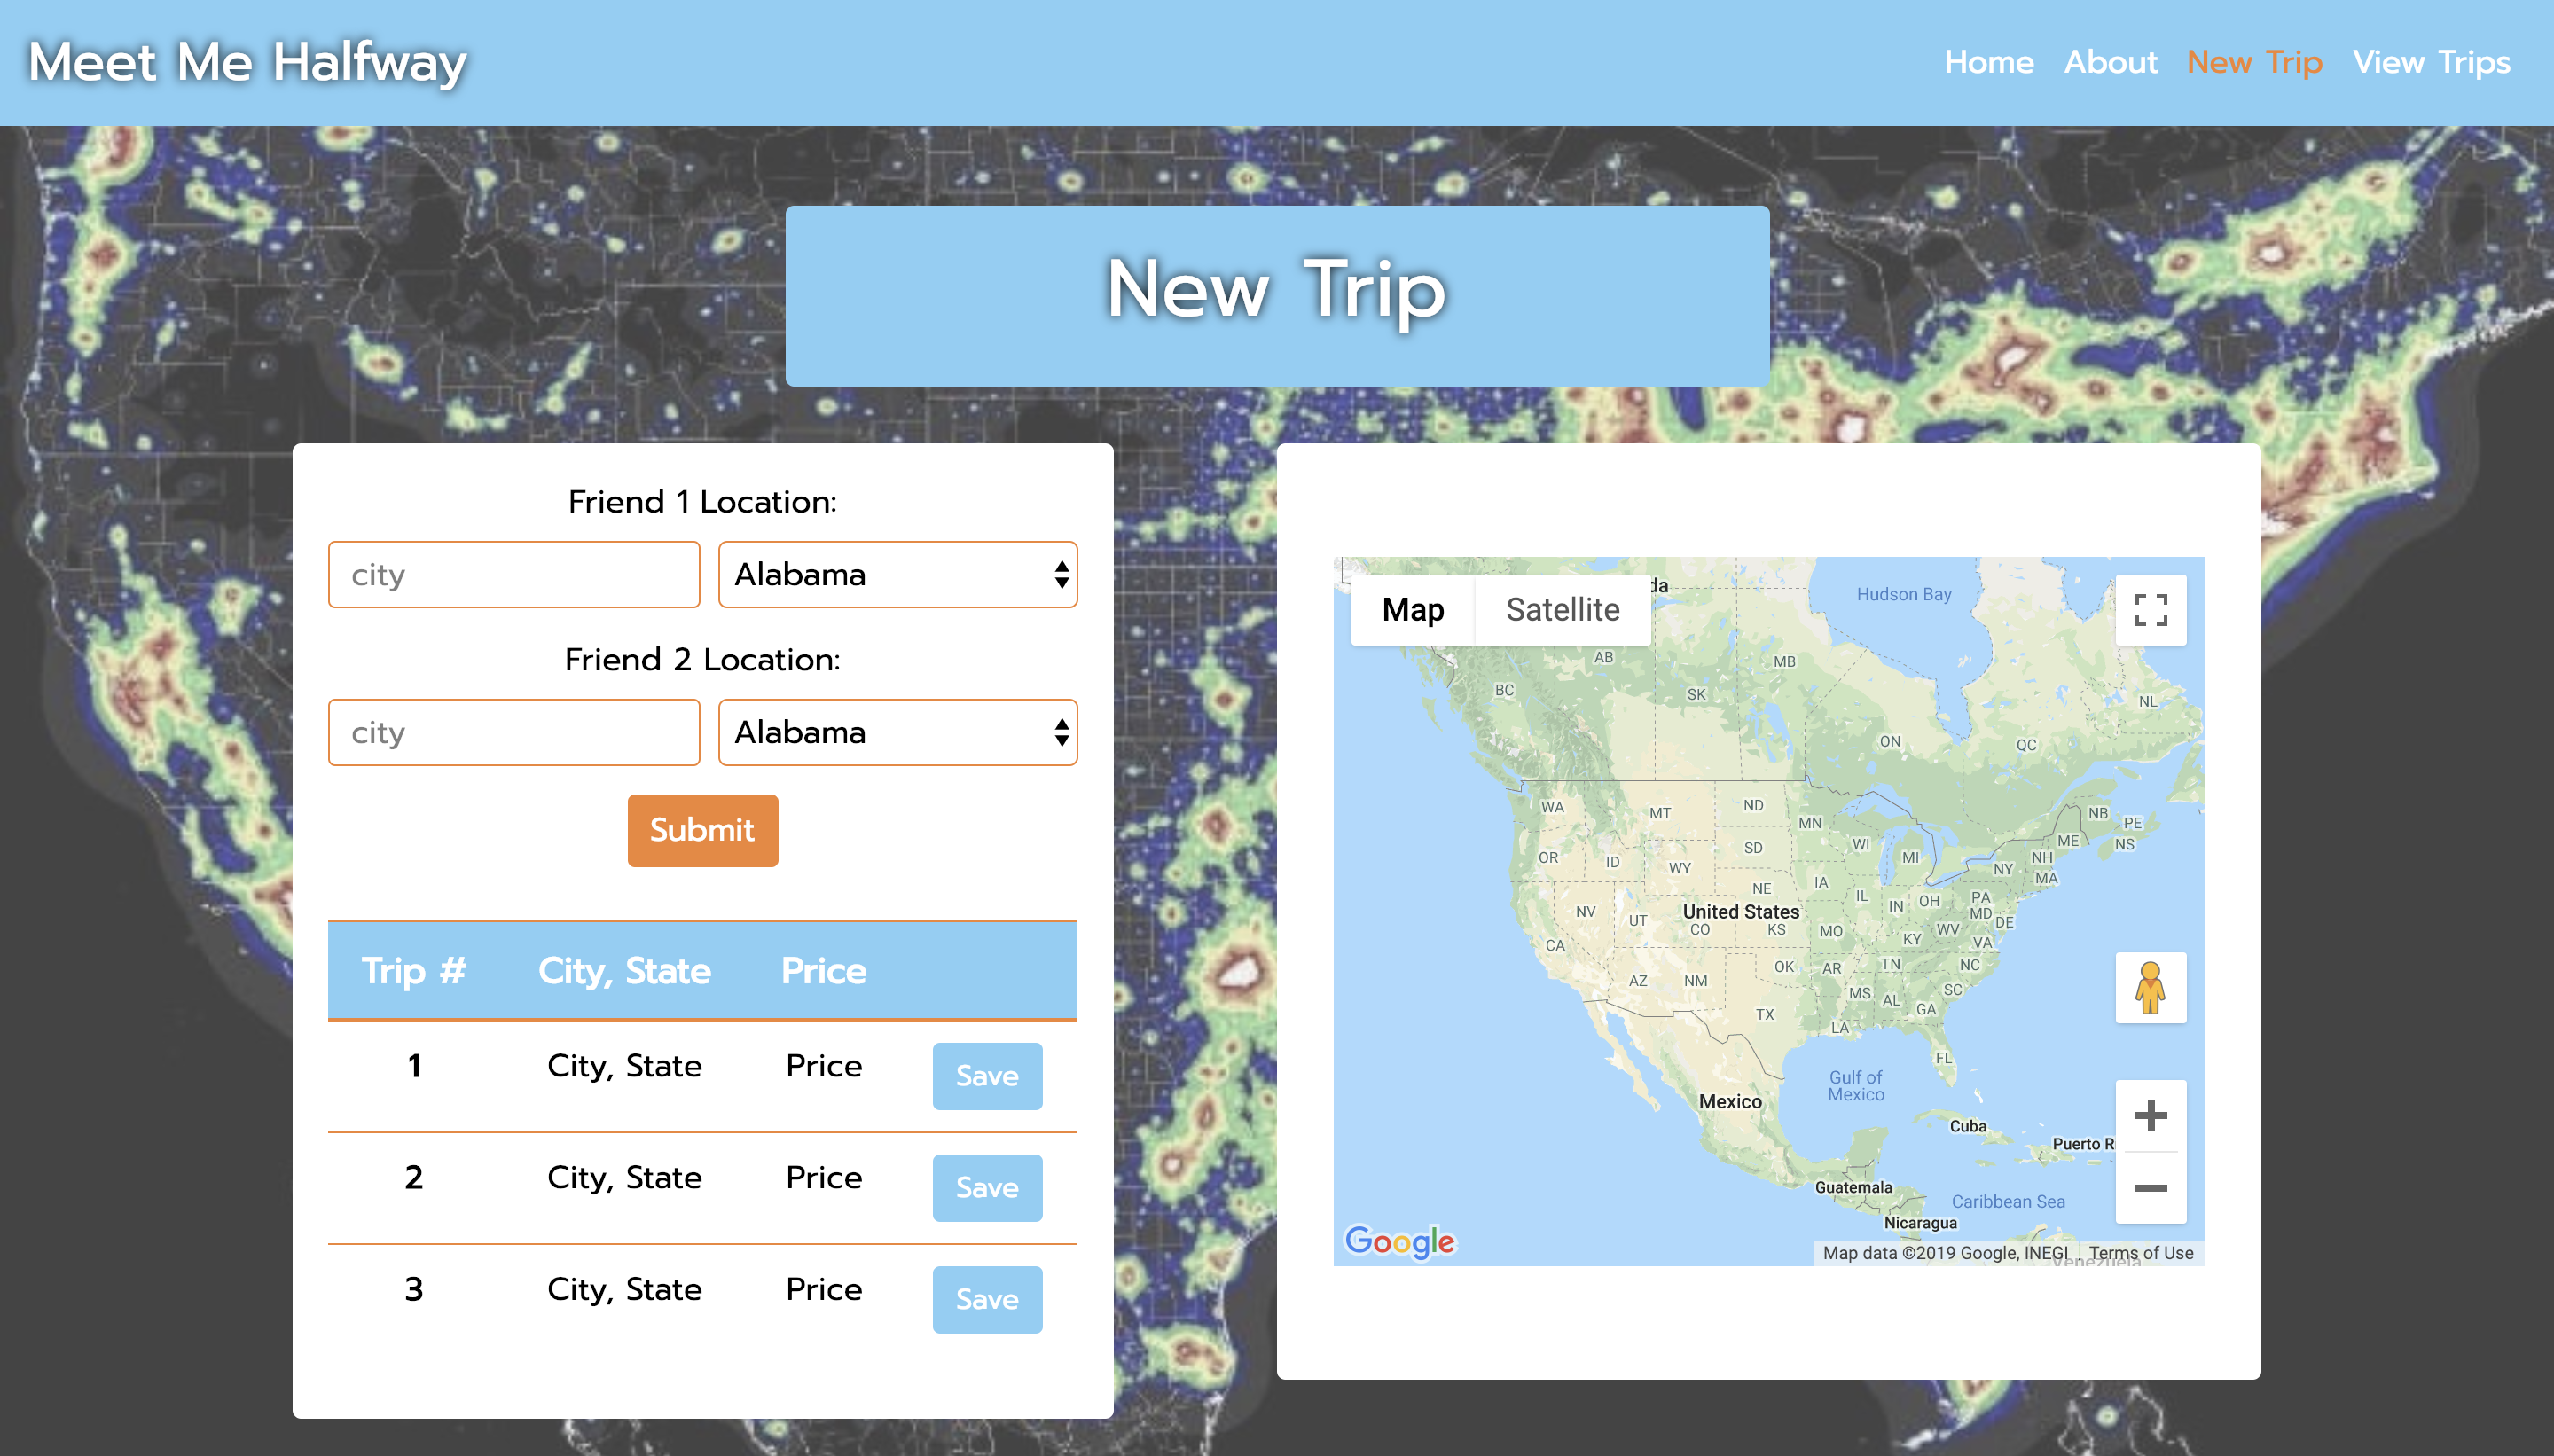 Meet Me Halfway
Home About New Trip View Trips
New Trip
Friend 1 Location:
city Alabama
Friend 2 Location:
city Alabama
Submit
Trip # City, State Price
1 City, State Price Save
2 City, State Price Save
3 City, State Price Save
Map Satellite
da
Hudson Bay
AB
MB
BC
SK
NL
ON
QC
WA
MT
ND
MN
NB
PE
OR
ID
SD
WI
MI
ME
NS
NH
WY
NY
MA
NE
IA
IL
IN
OH
PA
NV
UT
United States
MD
DE
CO
KS
MO
WV
CA
KY
VA
AZ
NM
OK
AR
TN
NC
MS
AL
SC
TX
GA
LA
FL
Gulf of
Mexico
Mexico
Cuba
Puerto R
Guatemala
Caribbean Sea
Nicaragua
Google
Map data ©2019 Google, INEGI
Terms of Use
Venezuela